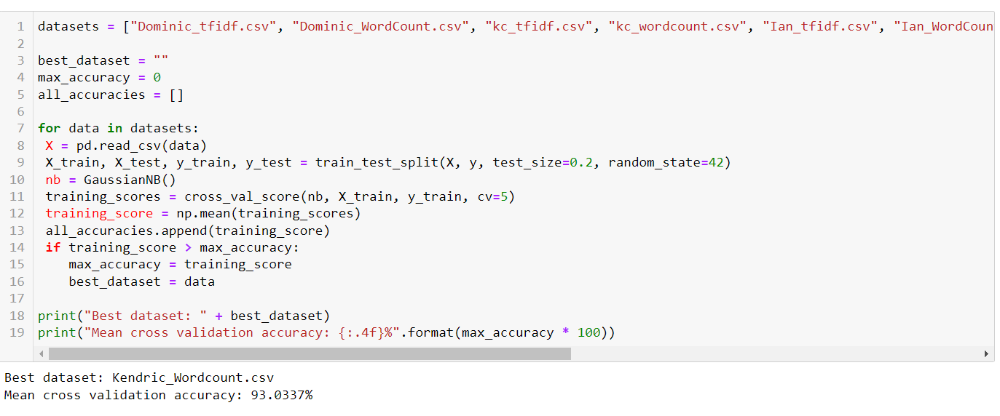 1 datasets = ["Dominic_tfidf.csv", "Dominic_WordCount.csv", "kc_tfidf.csv", "kc_wordcount.csv", "Ian_tfidf.csv", "Ian_WordCoun
2
3 best_dataset = ""
4 max_accuracy = 0
5 all_accuracies = []
6
7 for data in datasets:
8  X = pd.read_csv(data)
9  X_train, X_test, y_train, y_test = train_test_split(X, y, test_size=0.2, random_state=42)
10  nb = GaussianNB()
11  training_scores = cross_val_score(nb, X_train, y_train, cv=5)
12  training_score = np.mean(training_scores)
13  all_accuracies.append(training_score)
14  if training_score > max_accuracy:
15     max_accuracy = training_score
16     best_dataset = data
17
18 print("Best dataset: " + best_dataset)
19 print("Mean cross validation accuracy: {:.4f}%".format(max_accuracy * 100))
Best dataset: Kendric_Wordcount.csv
Mean cross validation accuracy: 93.0337%